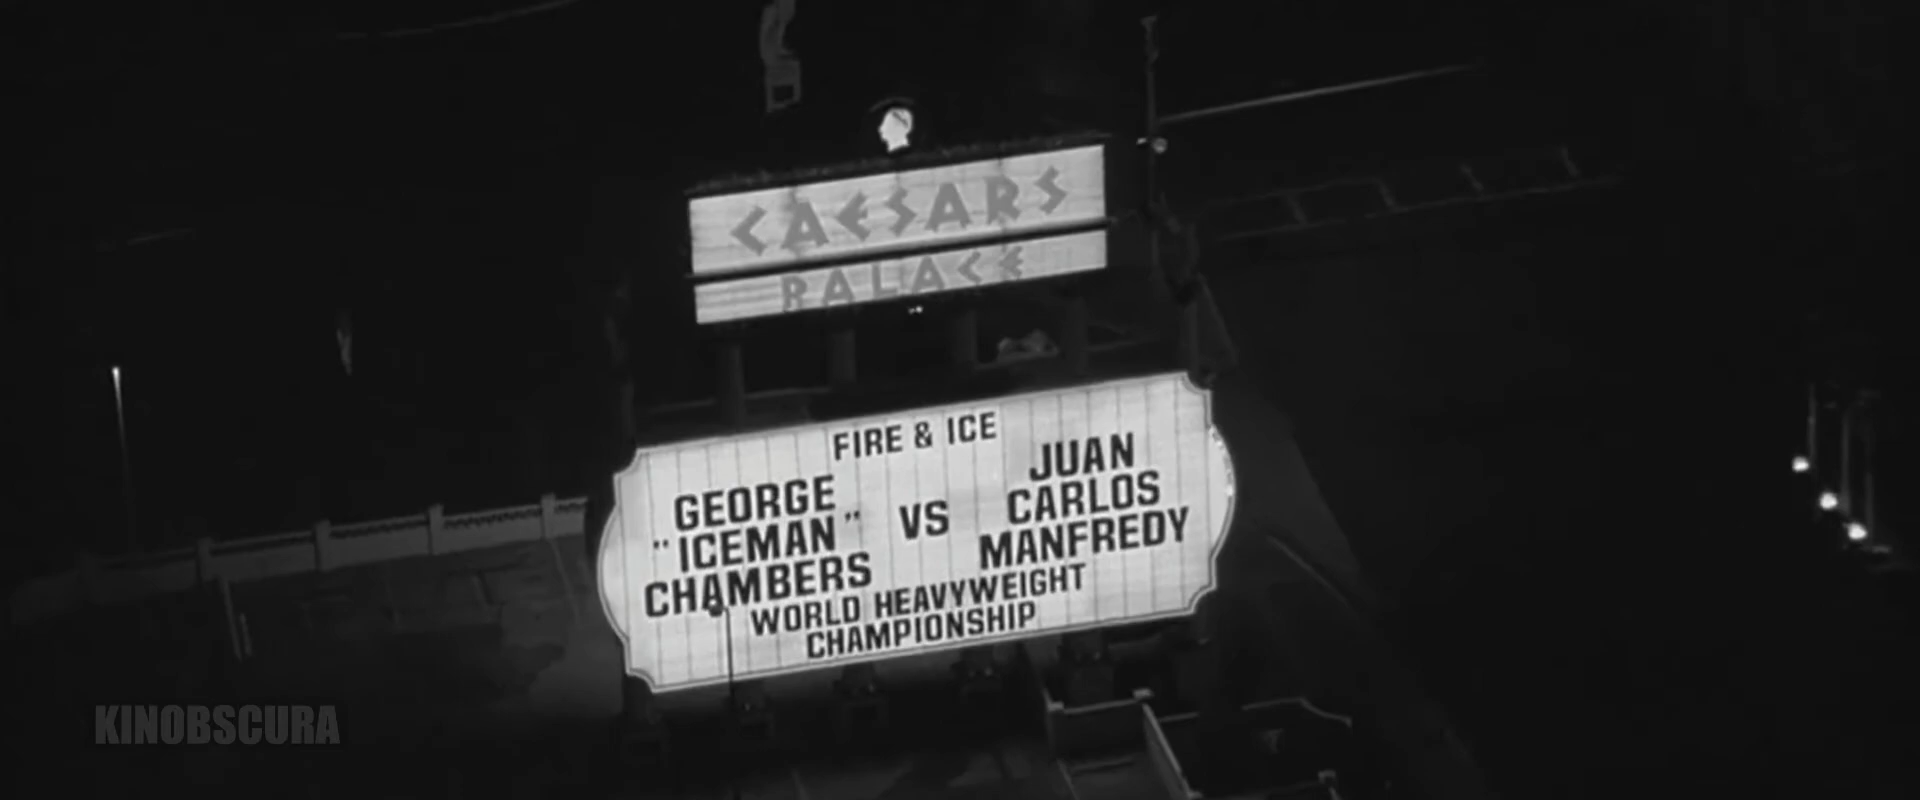 CAESARS
PALACE
FIRE & ICE
GEORGE
"ICEMAN"
CHAMBERS
VS
JUAN
CARLOS
MANFREDY
WORLD HEAVYWEIGHT
CHAMPIONSHIP
KINOBSCURA